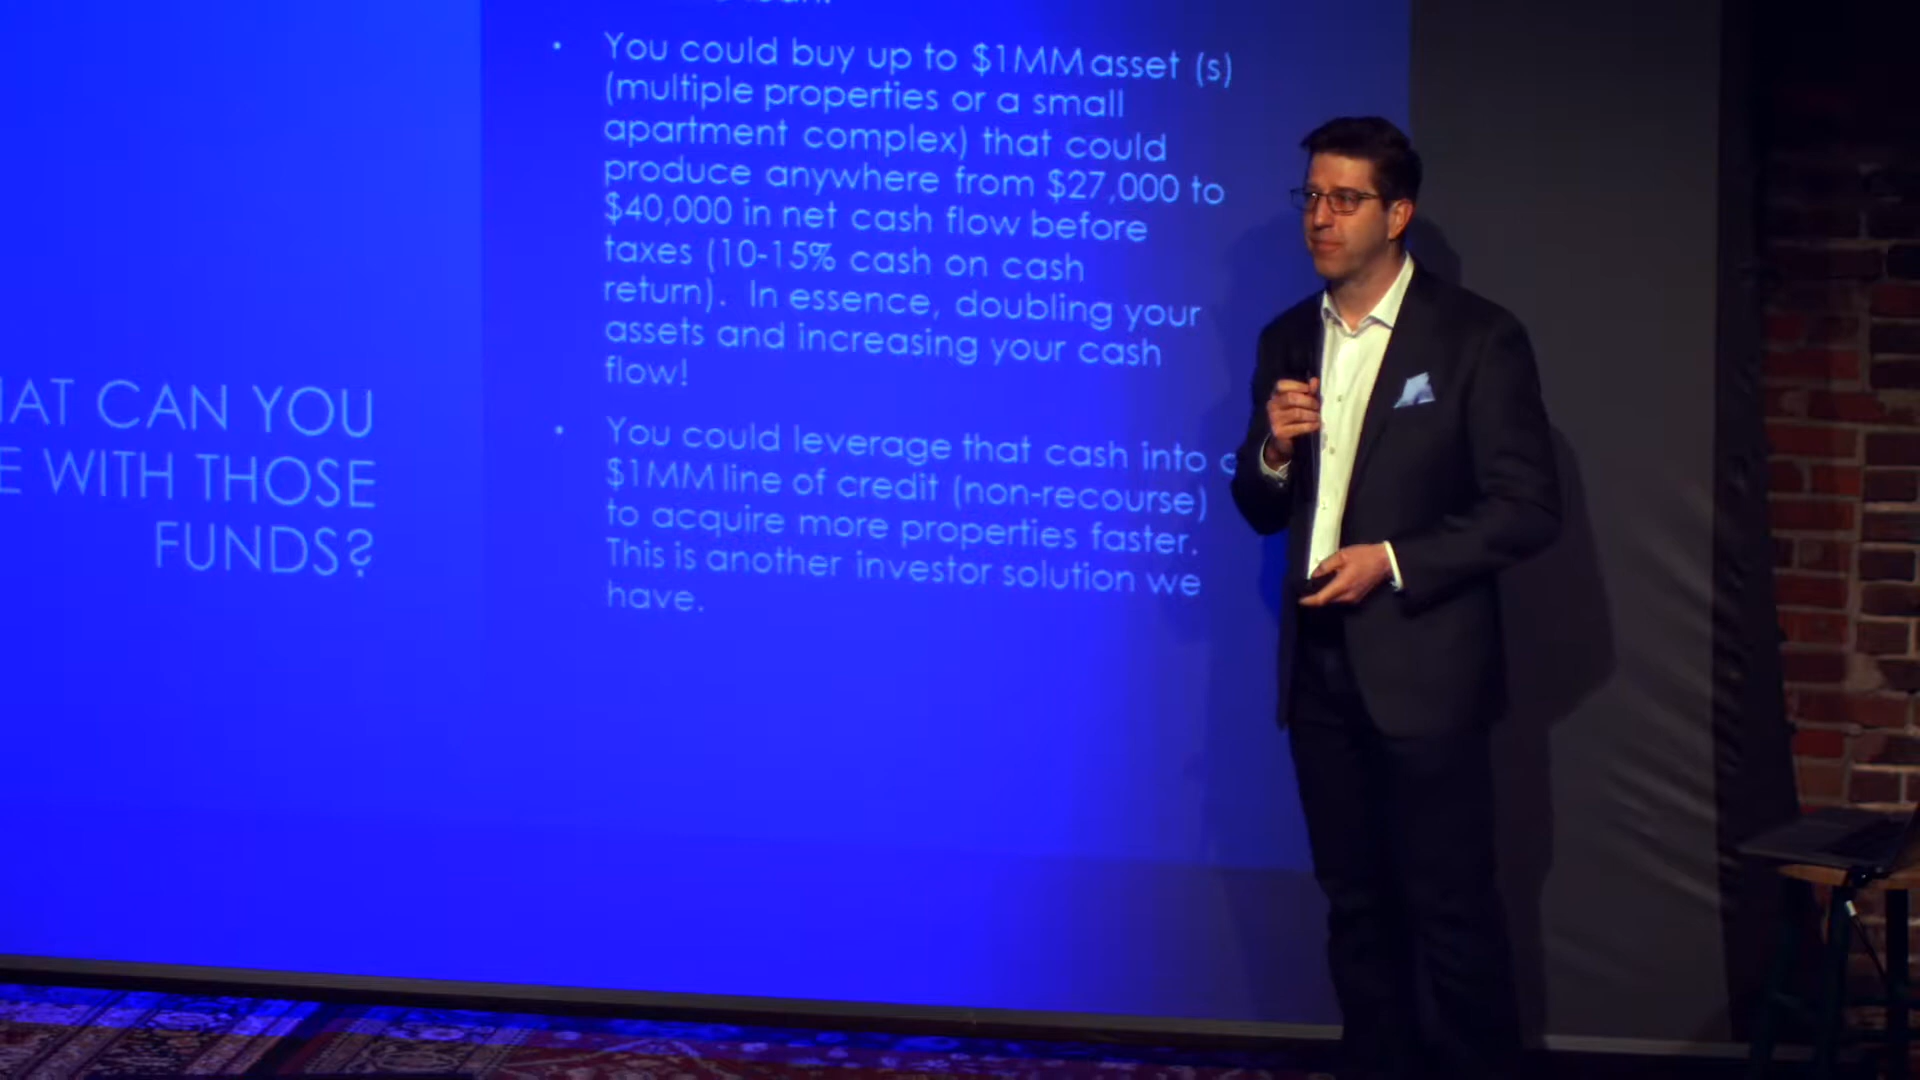 CAN YOU
WITH THOSE
FUNDS?
• You could buy up to $1MM asset (s)
(multiple properties or a small
apartment complex) that could
produce anywhere from $27,000 to
$40,000 in net cash flow before
taxes (10-15% cash on cash
return). In essence, doubling your
assets and increasing your cash
flow!
• You could leverage that cash into
$1MM line of credit (non-recourse)
to acquire more properties faster.
This is another investor solution we
have.